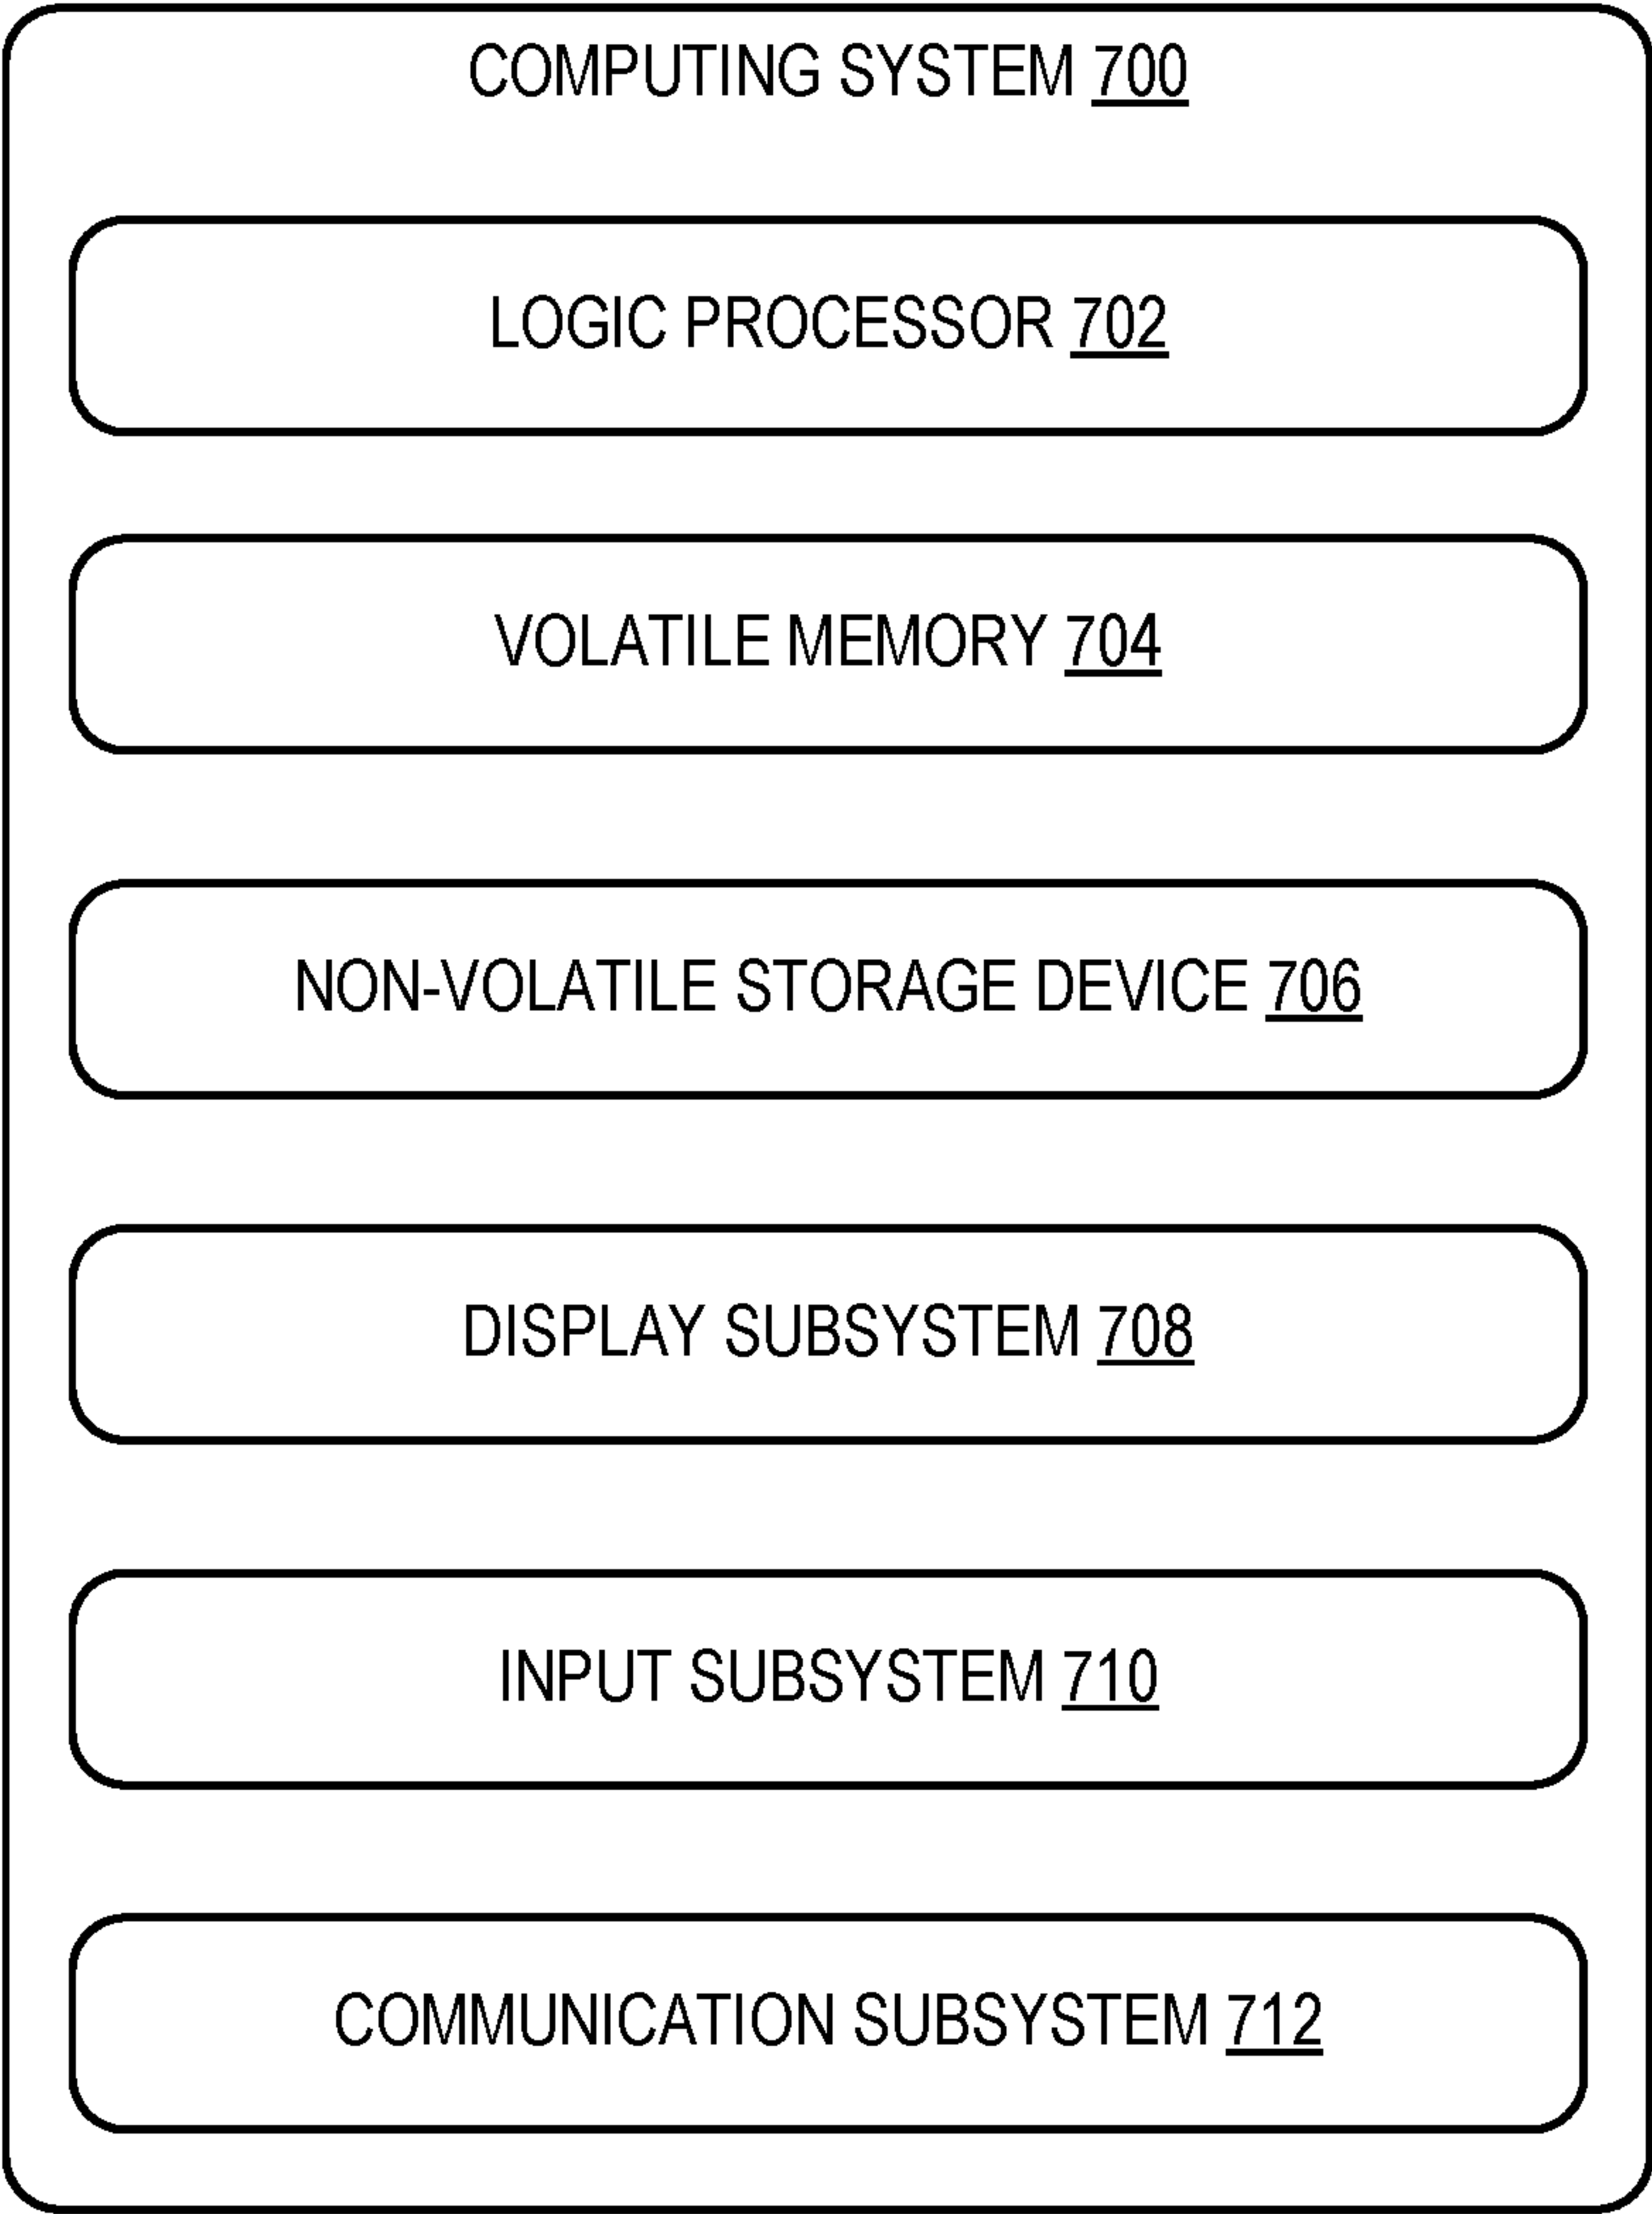 COMPUTING SYSTEM 700
LOGIC PROCESSOR 702
VOLATILE MEMORY 704
NON-VOLATILE STORAGE DEVICE 706
DISPLAY SUBSYSTEM 708
INPUT SUBSYSTEM 710
COMMUNICATION SUBSYSTEM 712